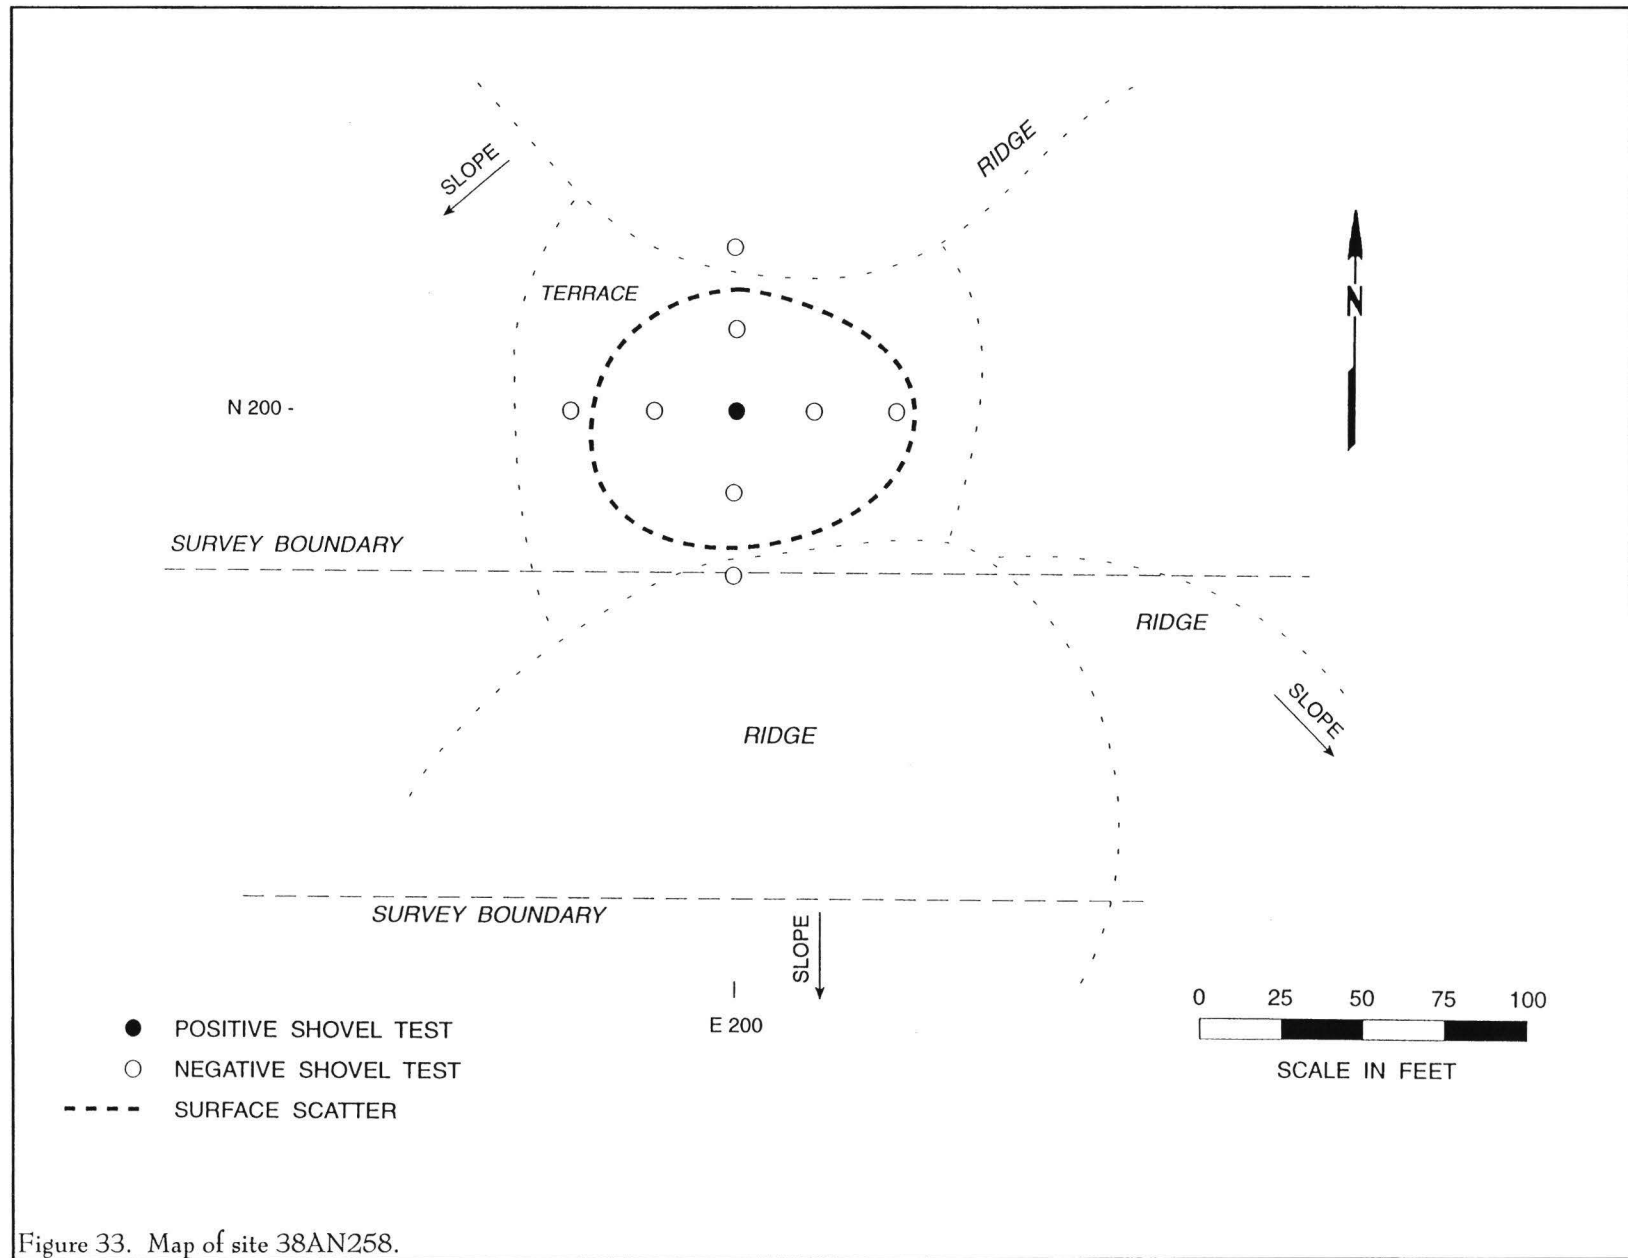 SLOPE
RIDGE
N
TERRACE
N 200 -
SURVEY BOUNDARY
RIDGE
SLOPE
RIDGE
SURVEY BOUNDARY
SLOPE
E 200
0 25 50 75 100
SCALE IN FEET
POSITIVE SHOVEL TEST
NEGATIVE SHOVEL TEST
SURFACE SCATTER
Figure 33. Map of site 38AN258.